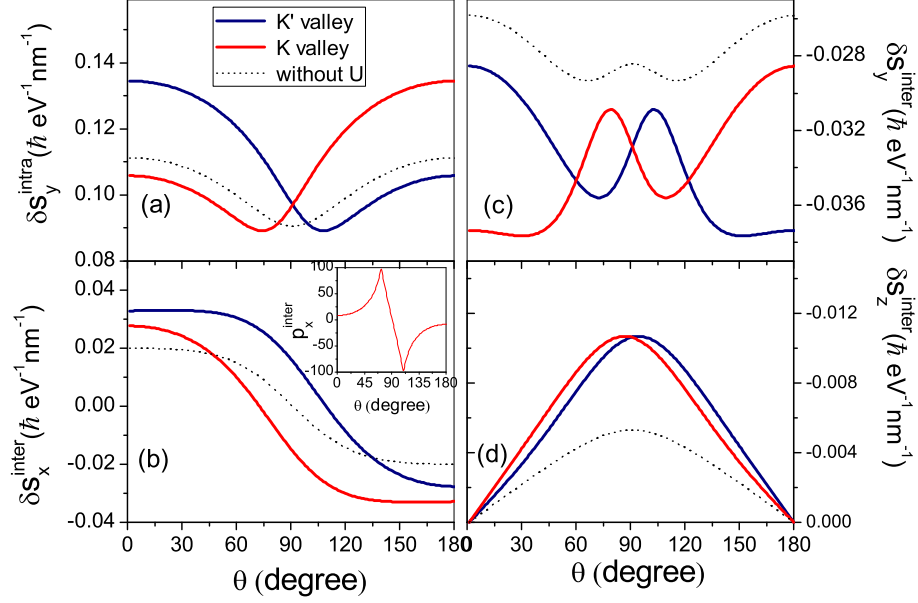 K' valley
K valley
without U
δs_y^intra(ħ eV⁻¹nm⁻¹)
0.14
0.12
0.10
0.08
(a)
δs_y^inter(ħ eV⁻¹nm⁻¹)
-0.028
-0.032
-0.036
(c)
δs_x^inter(ħ eV⁻¹nm⁻¹)
0.04
0.02
0.00
-0.02
-0.04
(b)
p_x^inter
100
50
0
-50
-100
0 45 90 135 180
θ (degree)
δs_z^inter(ħ eV⁻¹nm⁻¹)
-0.012
-0.008
-0.004
0.000
(d)
0 30 60 90 120 150 180
θ (degree)
0 30 60 90 120 150 180
θ (degree)